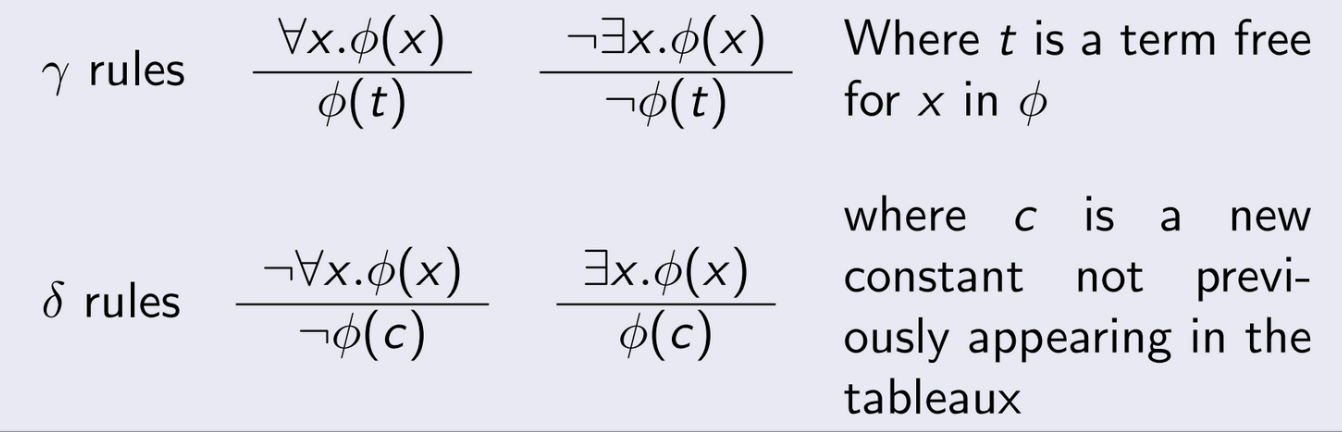 γ rules ∀x.ϕ(x) / ϕ(t) ¬∃x.ϕ(x) / ¬ϕ(t)
Where t is a term free
for x in ϕ
δ rules ¬∀x.ϕ(x) / ¬ϕ(c) ∃x.ϕ(x) / ϕ(c)
where c is a new
constant not previ-
ously appearing in the
tableaux